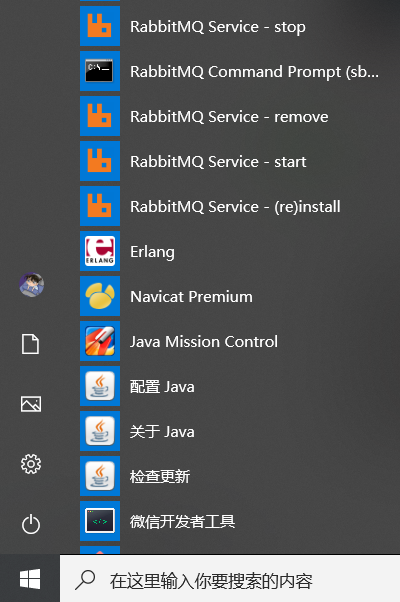 RabbitMQ Service - stop
C:\_
RabbitMQ Command Prompt (sb...
RabbitMQ Service - remove
RabbitMQ Service - start
RabbitMQ Service - (re)install
ERLANG
Erlang
Navicat Premium
Java Mission Control
配置 Java
关于 Java
检查更新
</>
微信开发者工具
在这里输入你要搜索的内容